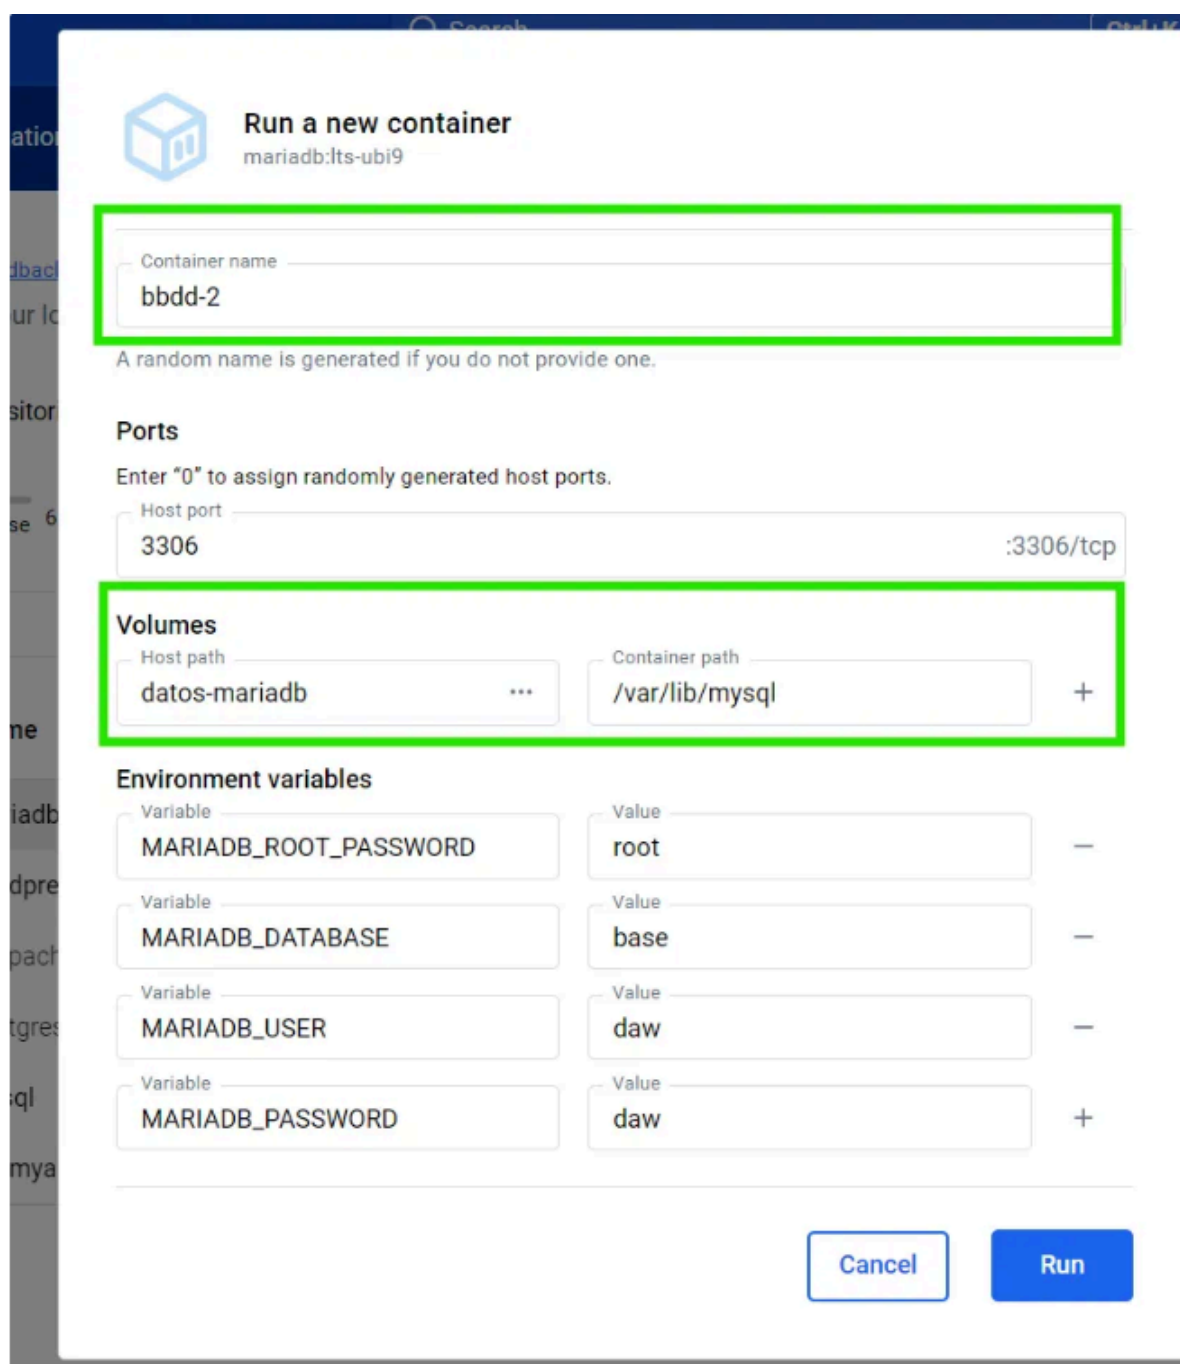 Search
Ctrl+K
Run a new container
mariadb:lts-ubi9
Container name
bbdd-2
A random name is generated if you do not provide one.
Ports
Enter “0” to assign randomly generated host ports.
Host port
3306 :3306/tcp
Volumes
Host path Container path
datos-mariadb ••• /var/lib/mysql +
Environment variables
Variable Value
MARIADB_ROOT_PASSWORD root −
Variable Value
MARIADB_DATABASE base −
Variable Value
MARIADB_USER daw −
Variable Value
MARIADB_PASSWORD daw +
Cancel Run